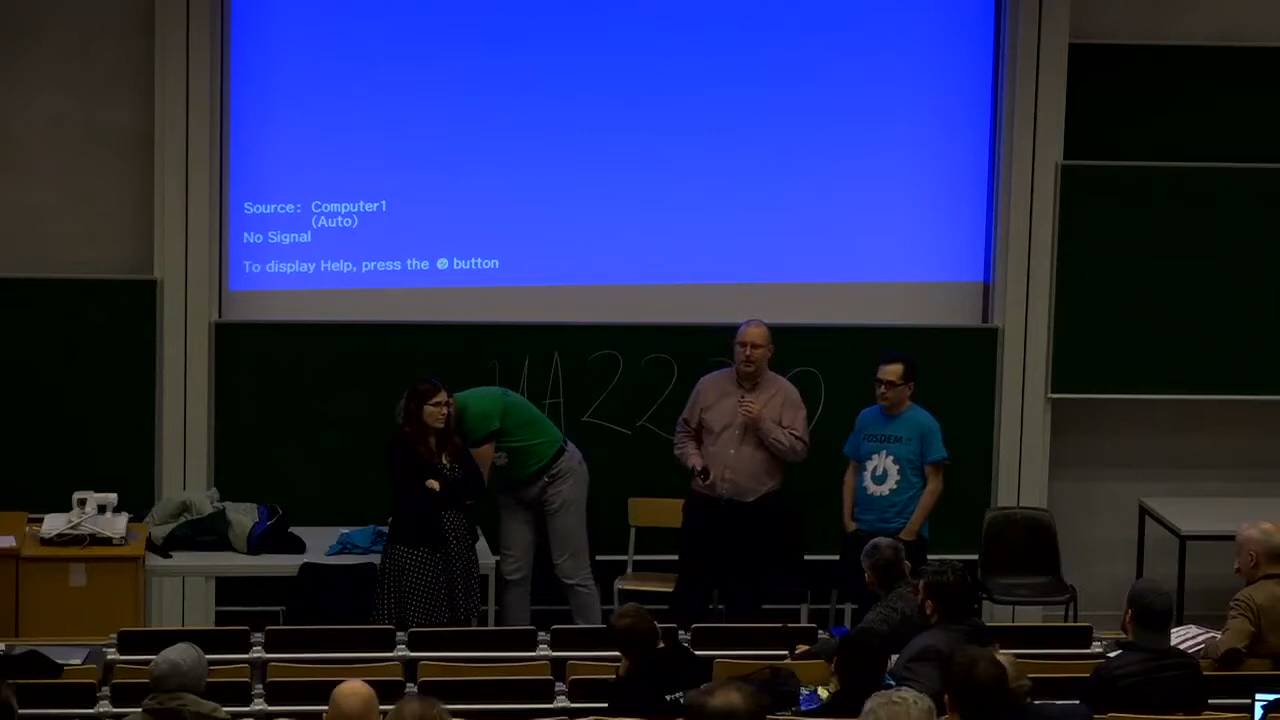 Source: Computer1
(Auto)
No Signal
To display Help, press the ? button
FOSDEM